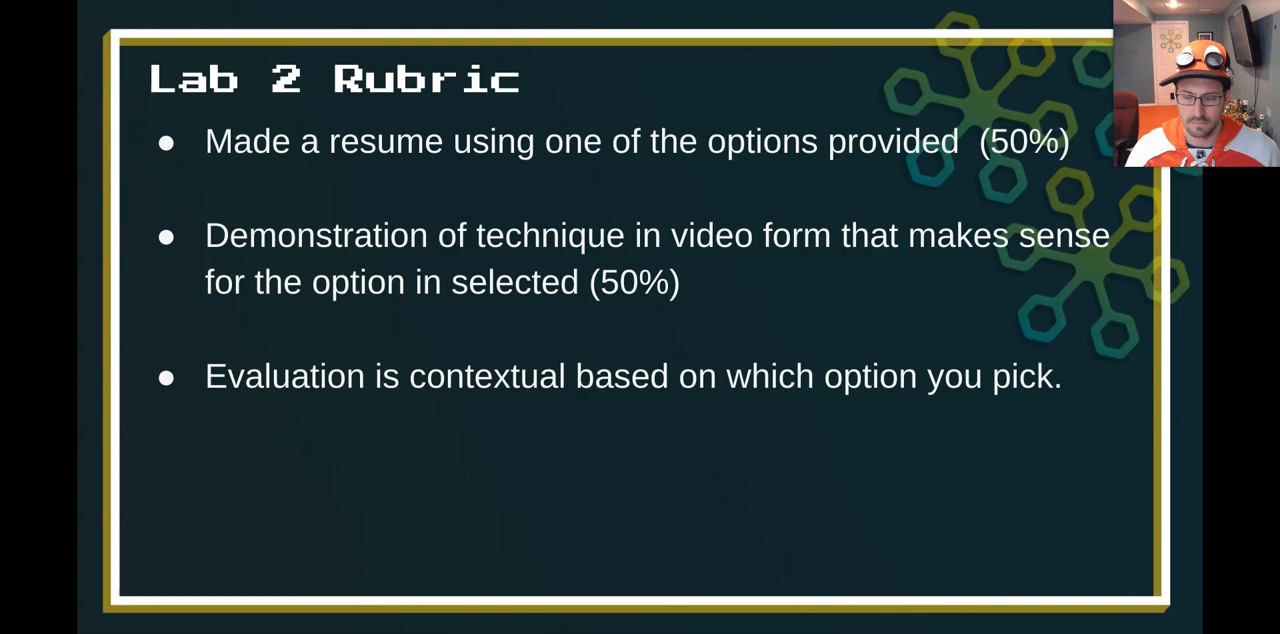 Lab 2 Rubric
● Made a resume using one of the options provided  (50%)
● Demonstration of technique in video form that makes sense
for the option in selected (50%)
● Evaluation is contextual based on which option you pick.